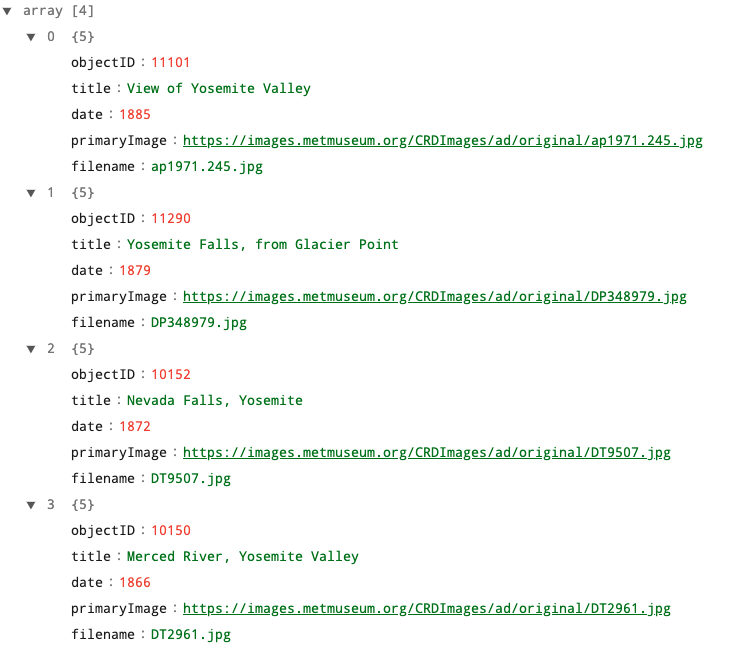 array [4]
0 {5}
objectID : 11101
title : View of Yosemite Valley
date : 1885
primaryImage : https://images.metmuseum.org/CRDImages/ad/original/ap1971.245.jpg
filename : ap1971.245.jpg
1 {5}
objectID : 11290
title : Yosemite Falls, from Glacier Point
date : 1879
primaryImage : https://images.metmuseum.org/CRDImages/ad/original/DP348979.jpg
filename : DP348979.jpg
2 {5}
objectID : 10152
title : Nevada Falls, Yosemite
date : 1872
primaryImage : https://images.metmuseum.org/CRDImages/ad/original/DT9507.jpg
filename : DT9507.jpg
3 {5}
objectID : 10150
title : Merced River, Yosemite Valley
date : 1866
primaryImage : https://images.metmuseum.org/CRDImages/ad/original/DT2961.jpg
filename : DT2961.jpg